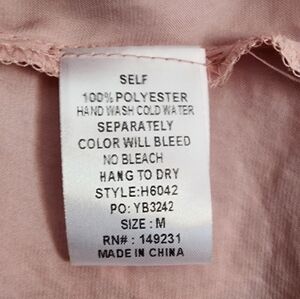 SELF
100% POLYESTER
HAND WASH COLD WATER
SEPARATELY
COLOR WILL BLEED
NO BLEACH
HANG TO DRY
STYLE:H6042
PO: YB3242
SIZE : M
RN# : 149231
MADE IN CHINA